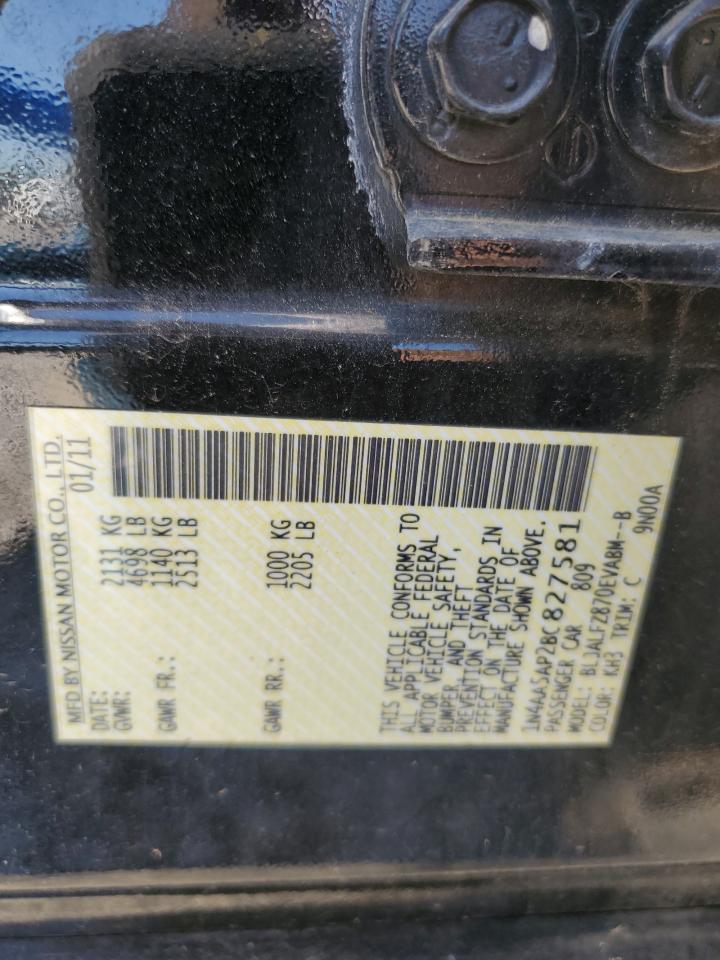 MFD BY NISSAN MOTOR CO., LTD.
DATE: 01/11
GVWR: 2131 KG
4698 LB
GAWR FR.: 1140 KG
2513 LB
GAWR RR.: 1000 KG
2205 LB
THIS VEHICLE CONFORMS TO
ALL APPLICABLE FEDERAL
MOTOR VEHICLE SAFETY,
BUMPER, AND THEFT
PREVENTION STANDARDS IN
EFFECT ON THE DATE OF
MANUFACTURE SHOWN ABOVE.
1N4AA5AP2BC827581
PASSENGER CAR 809
MODEL: BLJALFZ870EVABM--B
COLOR: KH3 TRIM: C 9N00A